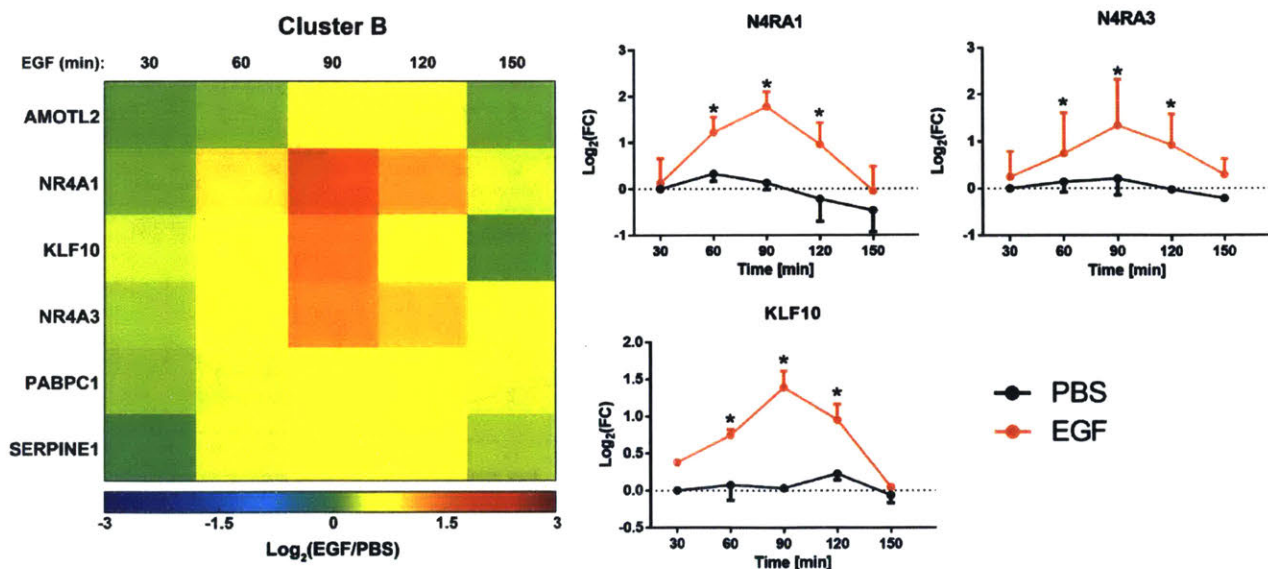 Cluster B
EGF (min): 30 60 90 120 150
AMOTL2
NR4A1
KLF10
NR4A3
PABPC1
SERPINE1
-3 -1.5 0 1.5 3
Log2(EGF/PBS)
N4RA1
3
2
1
0
-1
Log2(FC)
30 60 90 120 150
Time [min]
* * *
N4RA3
3
2
1
0
-1
Log2(FC)
30 60 90 120 150
Time [min]
* * *
KLF10
2.0
1.5
1.0
0.5
0.0
-0.5
Log2(FC)
30 60 90 120 150
Time [min]
* * *
PBS
EGF